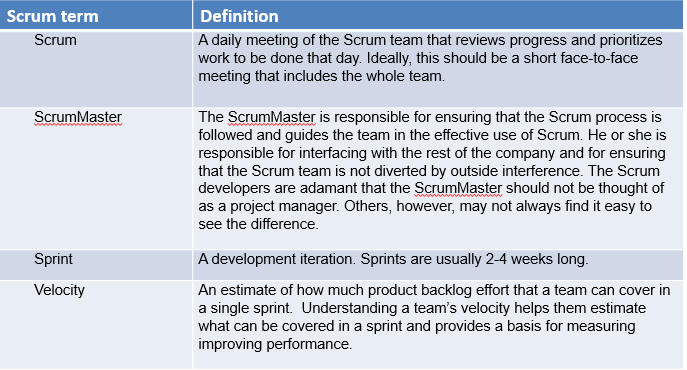 Scrum term Definition
Scrum A daily meeting of the Scrum team that reviews progress and prioritizes
work to be done that day. Ideally, this should be a short face-to-face
meeting that includes the whole team.
ScrumMaster The ScrumMaster is responsible for ensuring that the Scrum process is
followed and guides the team in the effective use of Scrum. He or she is
responsible for interfacing with the rest of the company and for ensuring
that the Scrum team is not diverted by outside interference. The Scrum
developers are adamant that the ScrumMaster should not be thought of
as a project manager. Others, however, may not always find it easy to
see the difference.
Sprint A development iteration. Sprints are usually 2-4 weeks long.
Velocity An estimate of how much product backlog effort that a team can cover in
a single sprint.  Understanding a team’s velocity helps them estimate
what can be covered in a sprint and provides a basis for measuring
improving performance.